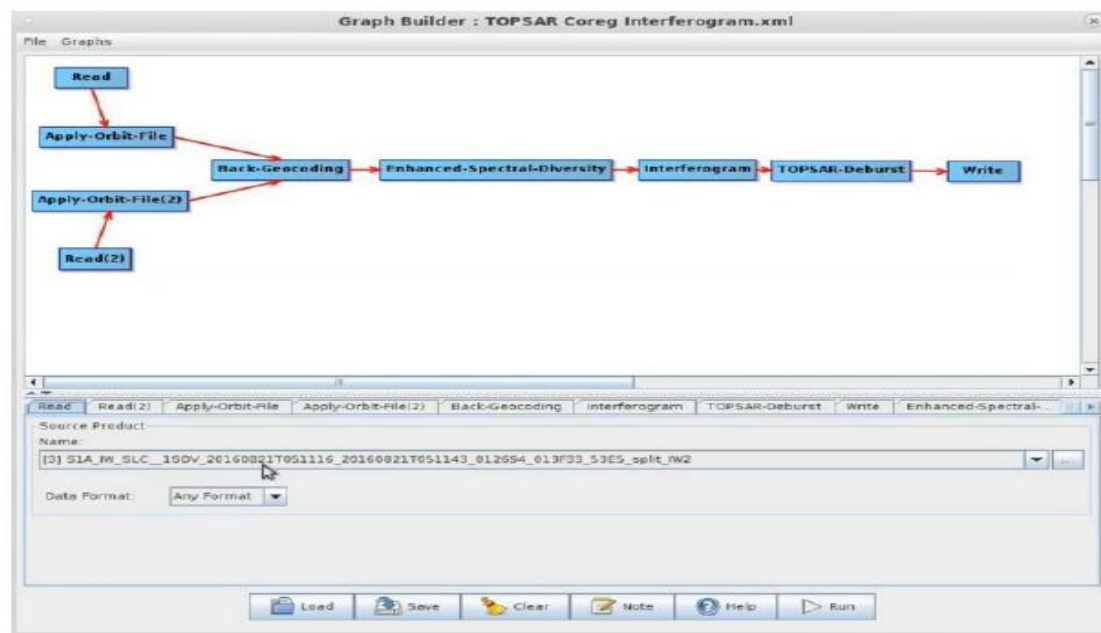 Graph Builder : TOPSAR Coreg Interferogram.xml
File Graphs
Read
Apply-Orbit-File
Back-Geocoding Enhanced-Spectral-Diversity Interferogram TOPSAR-Deburst Write
Apply-Orbit-File(2)
Read(2)
Read Read(2) Apply-Orbit-File Apply-Orbit-File(2) Back-Geocoding Interferogram TOPSAR-Deburst Write Enhanced-Spectral-...
Source Product
Name:
[3] S1A_IW_SLC__1SDV_20160821T051116_20160821T051143_012694_013F33_53E5_split_IW2
...
Data Format: Any Format
Load Save Clear Note Help Run